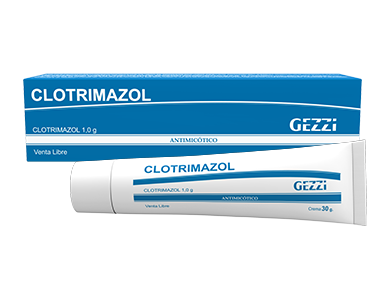 CLOTRIMAZOL
CLOTRIMAZOL 1,0 g
GEZZi
ANTIMICÓTICO
Venta Libre
CLOTRIMAZOL
CLOTRIMAZOL 1,0 g
GEZZi
ANTIMICÓTICO
Venta Libre
Crema 30 g